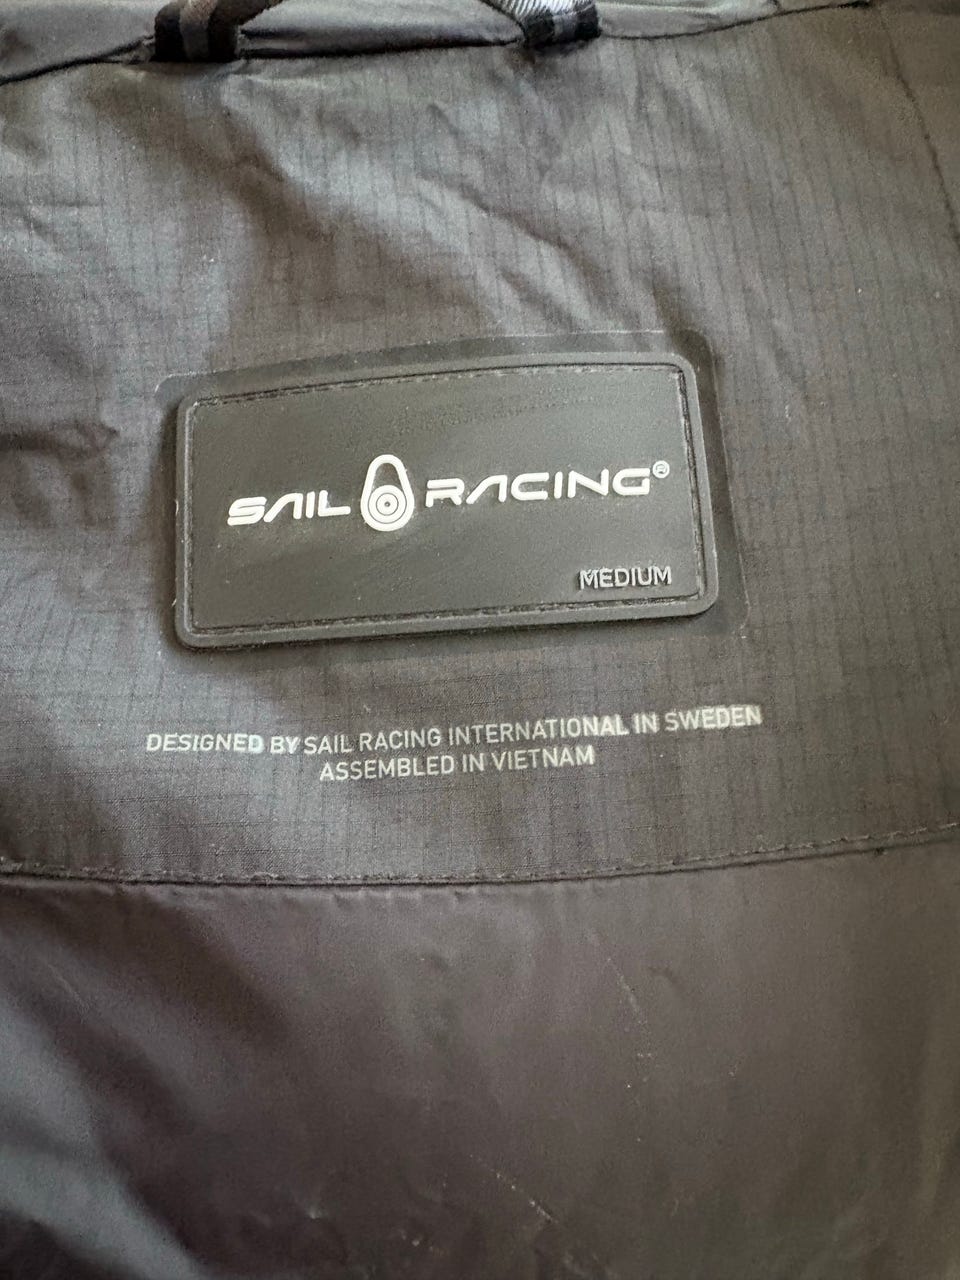 SAIL RACING®
MEDIUM
DESIGNED BY SAIL RACING INTERNATIONAL IN SWEDEN
ASSEMBLED IN VIETNAM